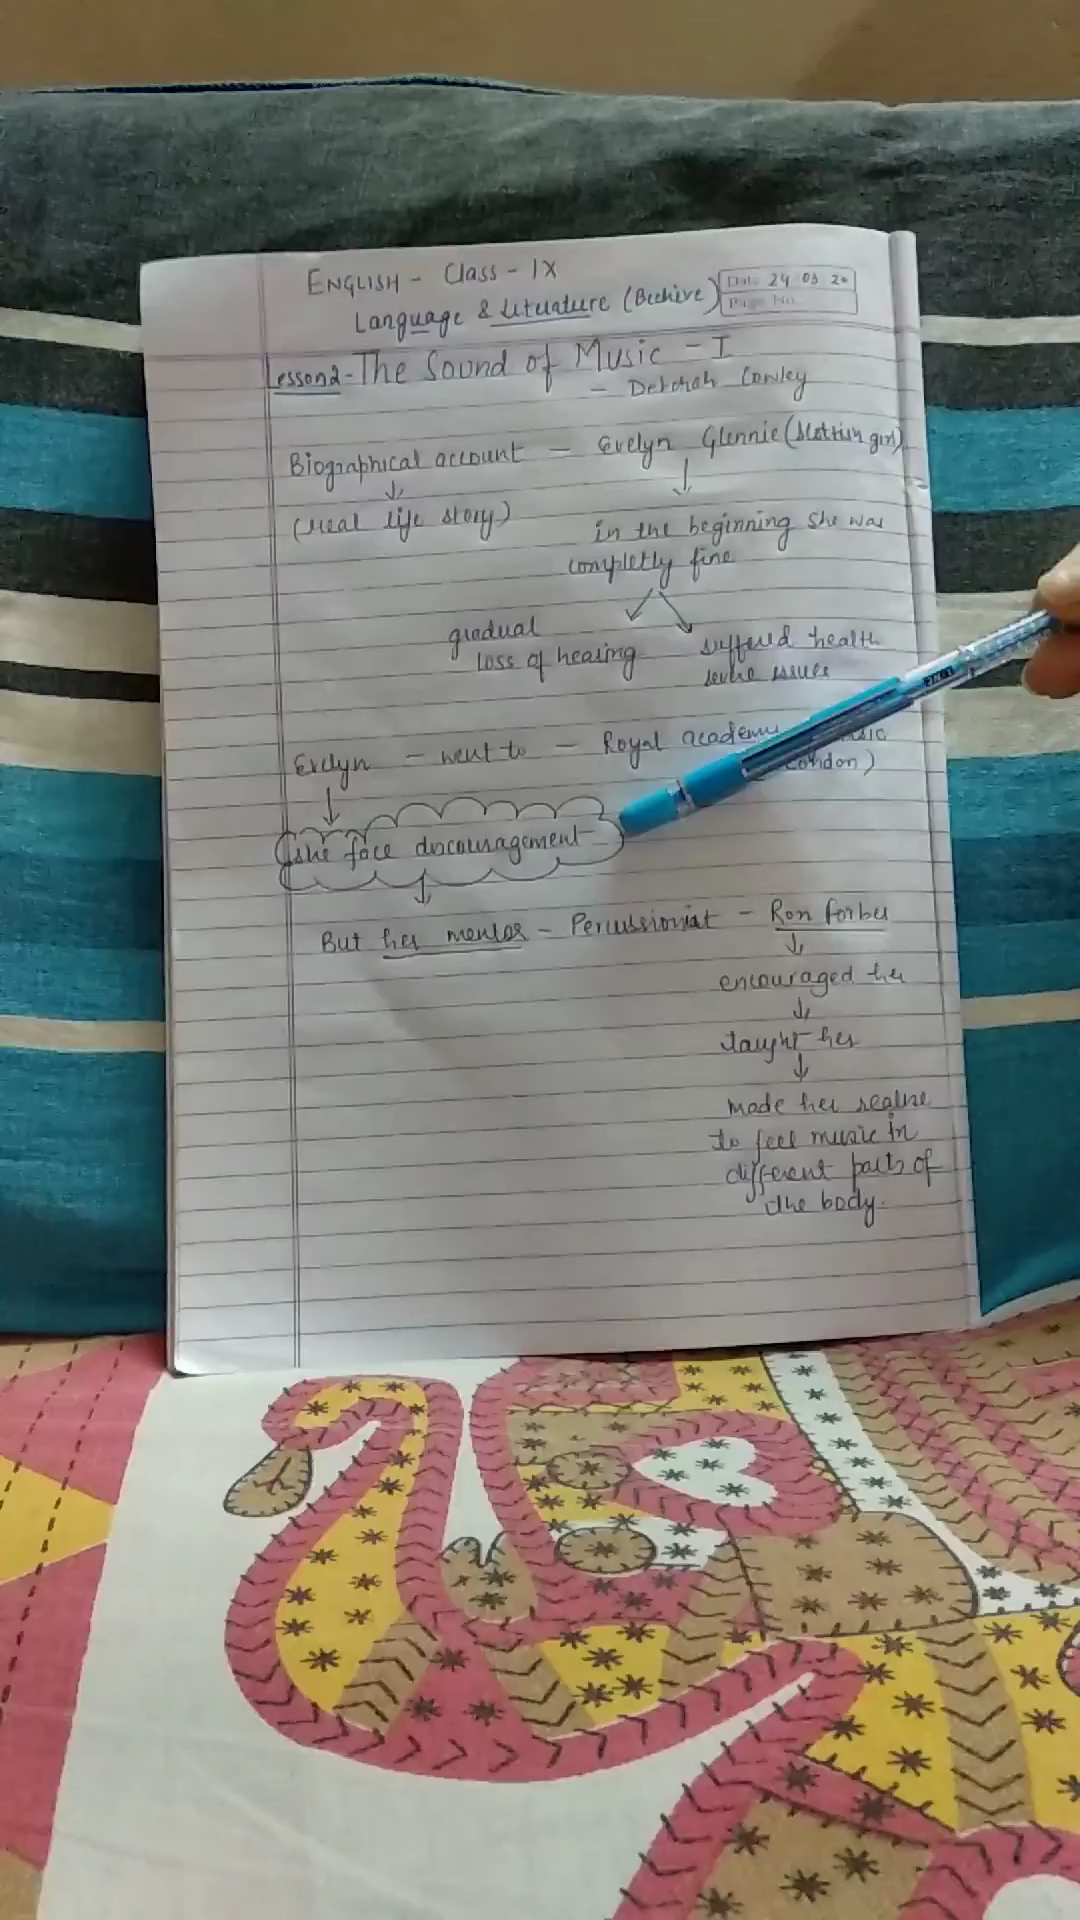 ENGLISH - Class - IX
Language & Literature (Beehive)
Date 24 03 20
Page No.
Lesson2-The Sound of Music - I
- Deborah Cowley
Biographical account - Evelyn Glennie (Scottish girl)
(real life story)
in the beginning she was
completly fine
gradual
loss of hearing
suffered health
issues
Evelyn - went to - Royal academy
London)
she face discouragement
But her mentor - Percussionist - Ron forbes
encouraged her
taught her
made her realise
to feel music in
different parts of
the body.